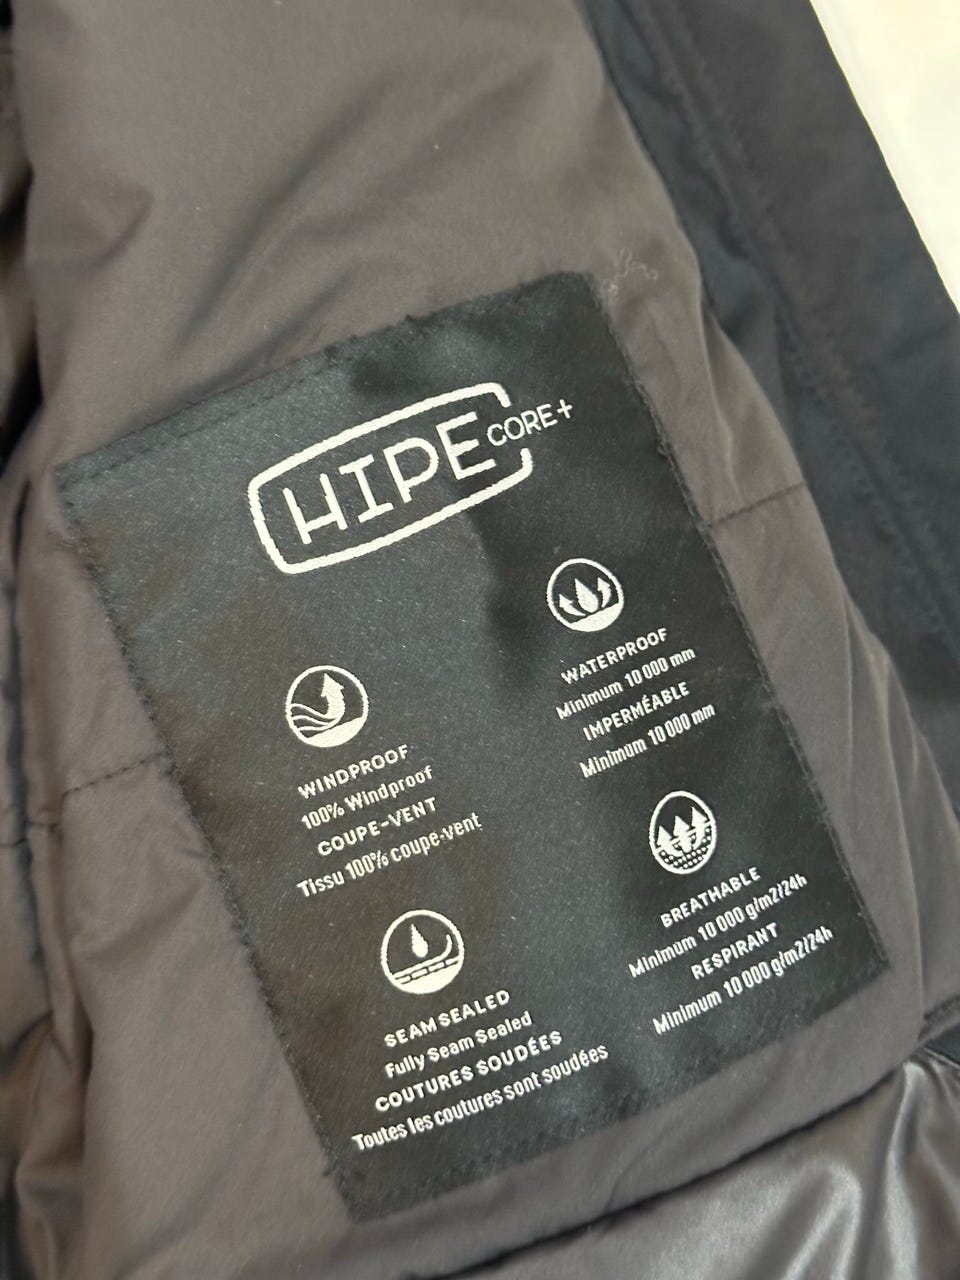 HIPE CORE+
WINDPROOF
100% Windproof
COUPE-VENT
Tissu 100% coupe-vent
WATERPROOF
Minimum 10 000 mm
IMPERMÉABLE
Minimum 10 000 mm
SEAM SEALED
Fully Seam Sealed
COUTURES SOUDÉES
Toutes les coutures sont soudées
BREATHABLE
Minimum 10 000 g/m2/24h
RESPIRANT
Minimum 10 000 g/m2/24h